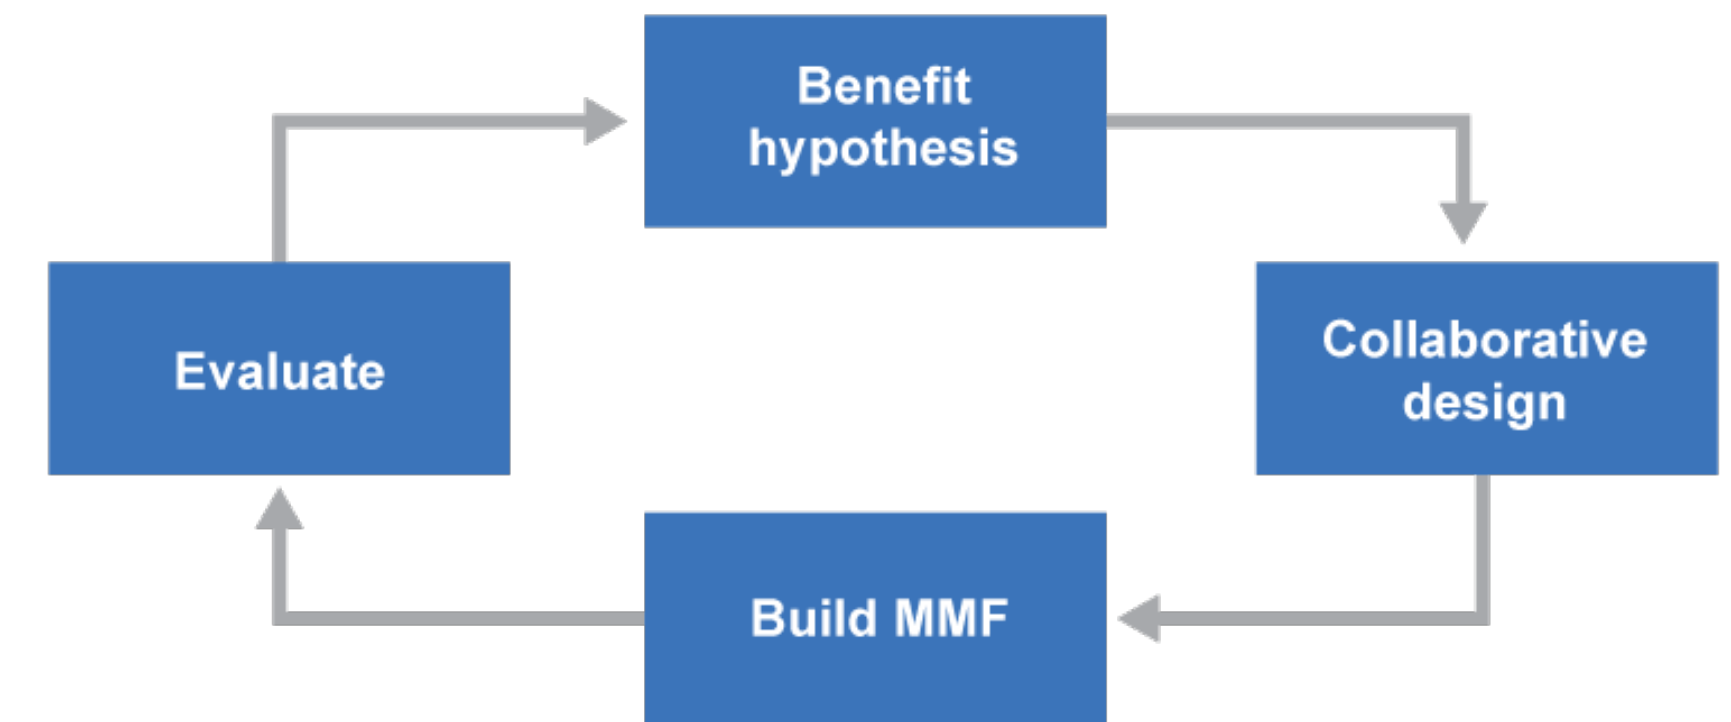 Benefit
hypothesis
Evaluate
Collaborative
design
Build MMF